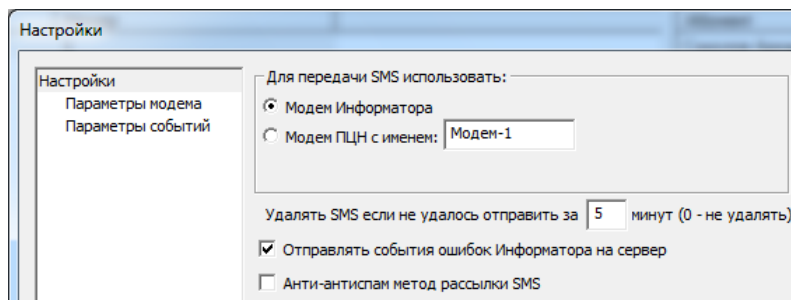 Настройки
Настройки
Параметры модема
Параметры событий
Для передачи SMS использовать:
Модем Информатора
Модем ПЦН с именем: Модем-1
Удалять SMS если не удалось отправить за 5 минут (0 - не удалять)
Отправлять события ошибок Информатора на сервер
Анти-антиспам метод рассылки SMS